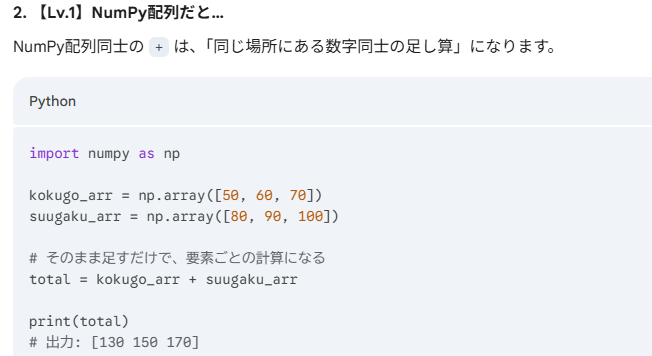 2. 【Lv.1】NumPy配列だと...
NumPy配列同士の + は、「同じ場所にある数字同士の足し算」になります。
Python
import numpy as np
kokugo_arr = np.array([50, 60, 70])
suugaku_arr = np.array([80, 90, 100])
# そのまま足すだけで、要素ごとの計算になる
total = kokugo_arr + suugaku_arr
print(total)
# 出力: [130 150 170]